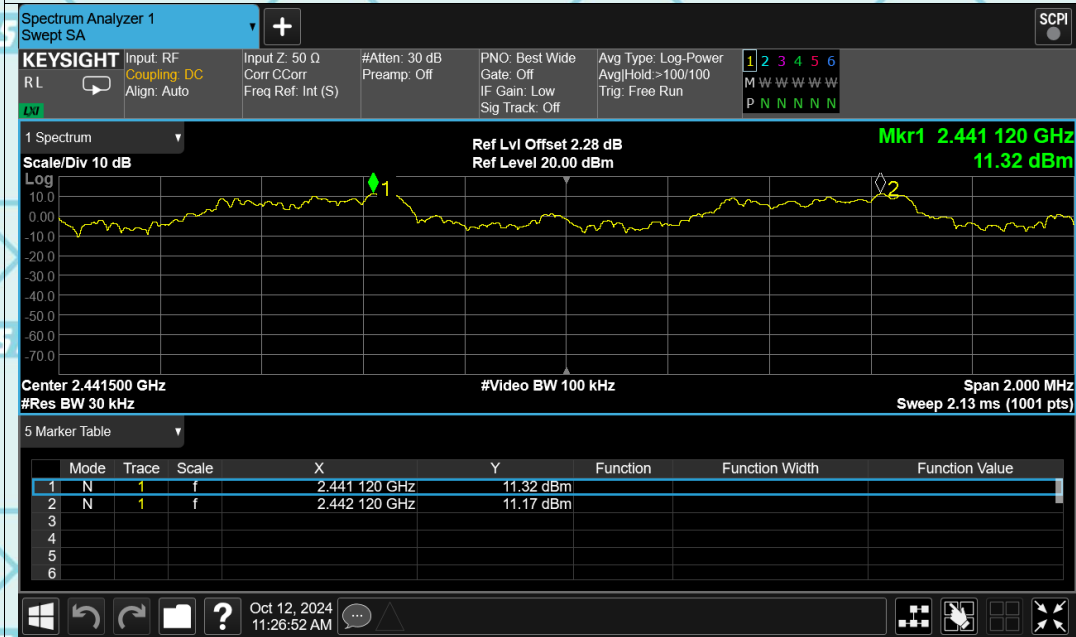 Spectrum Analyzer 1
Swept SA
+
SCPI
KEYSIGHT
R L
LXI
Input: RF
Coupling: DC
Align: Auto
Input Z: 50 Ω
Corr CCorr
Freq Ref: Int (S)
#Atten: 30 dB
Preamp: Off
PNO: Best Wide
Gate: Off
IF Gain: Low
Sig Track: Off
Avg Type: Log-Power
Avg|Hold:>100/100
Trig: Free Run
1 2 3 4 5 6
M W W W W W
P N N N N N
1 Spectrum
Scale/Div 10 dB
Ref Lvl Offset 2.28 dB
Ref Level 20.00 dBm
Mkr1 2.441 120 GHz
11.32 dBm
Log
10.0
0.00
-10.0
-20.0
-30.0
-40.0
-50.0
-60.0
-70.0
1
2
Center 2.441500 GHz
#Video BW 100 kHz
Span 2.000 MHz
#Res BW 30 kHz
Sweep 2.13 ms (1001 pts)
5 Marker Table
Mode Trace Scale X Y Function Function Width Function Value
1 N 1 f 2.441 120 GHz 11.32 dBm
2 N 1 f 2.442 120 GHz 11.17 dBm
3
4
5
6
?
Oct 12, 2024
11:26:52 AM